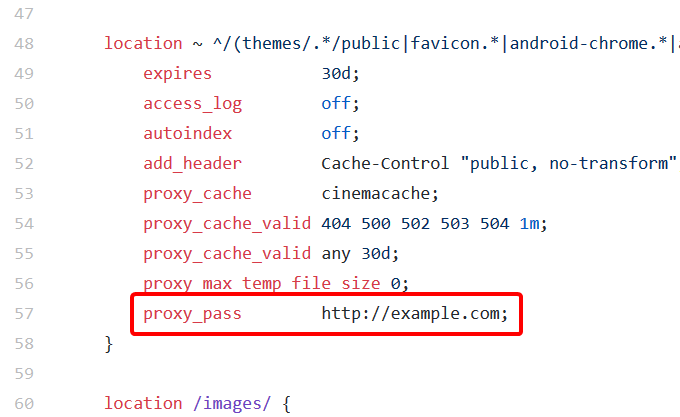 47
48 location ~ ^/(themes/.*/public|favicon.*|android-chrome.*|
49 expires 30d;
50 access_log off;
51 autoindex off;
52 add_header Cache-Control "public, no-transform"
53 proxy_cache cinemacache;
54 proxy_cache_valid 404 500 502 503 504 1m;
55 proxy_cache_valid any 30d;
56 proxy_max_temp_file_size 0;
57 proxy_pass http://example.com;
58 }
59
60 location /images/ {